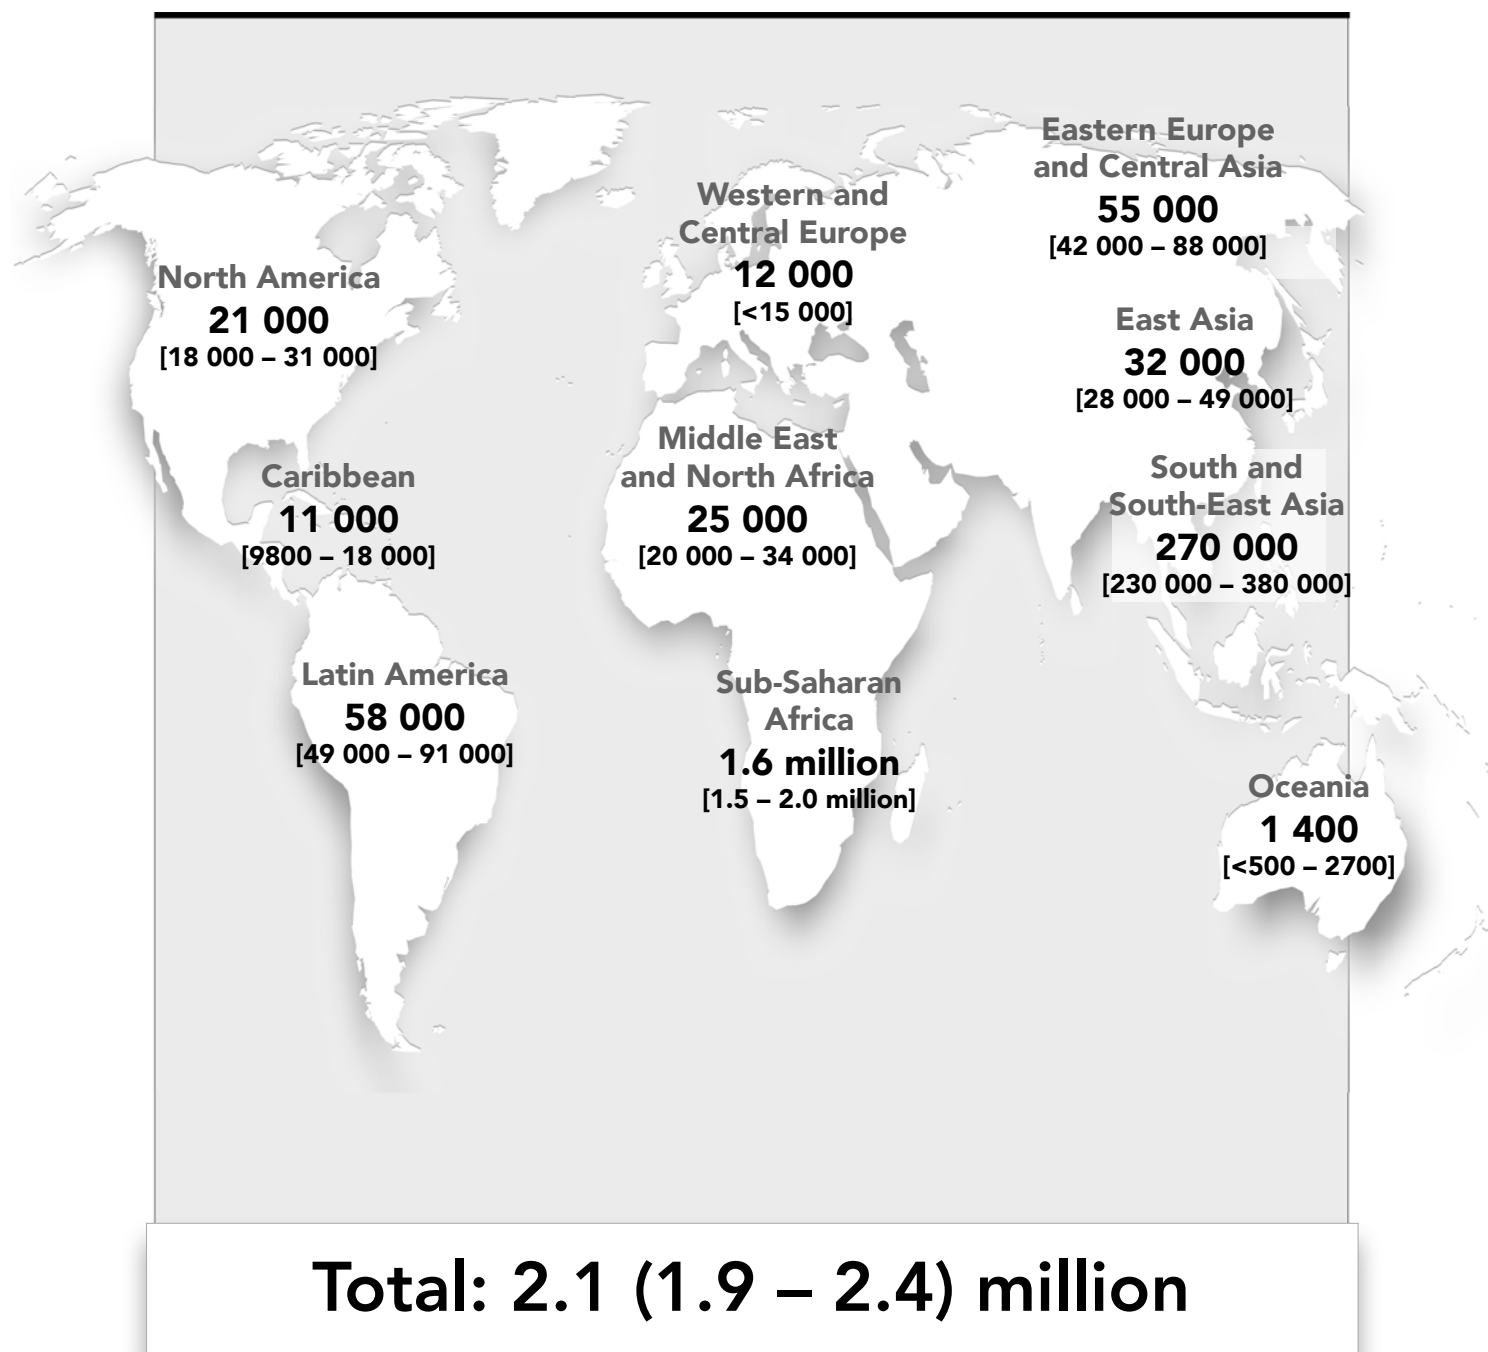 Eastern Europe
and Central Asia
55 000
[42 000 – 88 000]
Western and
Central Europe
12 000
[<15 000]
North America
21 000
[18 000 – 31 000]
East Asia
32 000
[28 000 – 49 000]
Middle East
and North Africa
25 000
[20 000 – 34 000]
Caribbean
11 000
[9800 – 18 000]
South and
South-East Asia
270 000
[230 000 – 380 000]
Latin America
58 000
[49 000 – 91 000]
Sub-Saharan
Africa
1.6 million
[1.5 – 2.0 million]
Oceania
1 400
[<500 – 2700]
Total: 2.1 (1.9 – 2.4) million